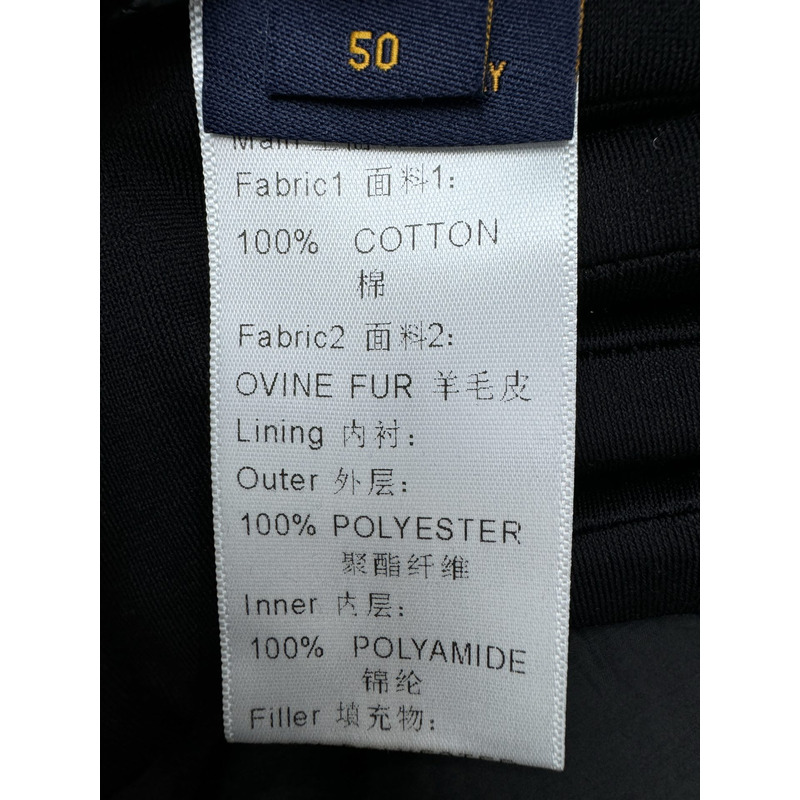 50
Y
Main
Fabric1 面料1:
100% COTTON
棉
Fabric2 面料2:
OVINE FUR 羊毛皮
Lining 内衬:
Outer 外层:
100% POLYESTER
聚酯纤维
Inner 内层:
100% POLYAMIDE
锦纶
Filler 填充物: